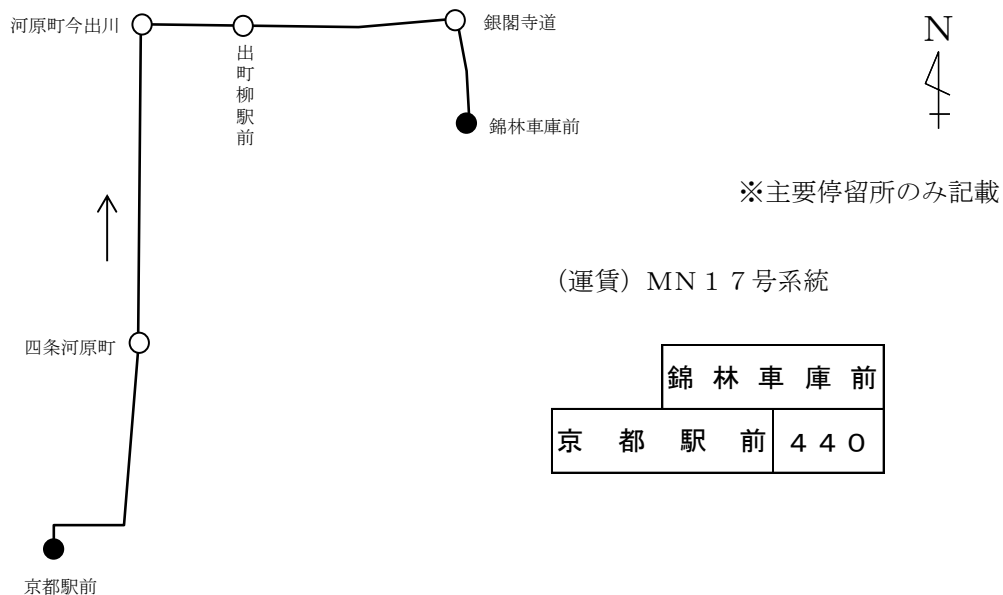 河原町今出川
出町柳駅前
銀閣寺道
N
錦林車庫前
※主要停留所のみ記載
(運賃)MN17号系統
四条河原町
錦林車庫前
京都駅前 440
京都駅前